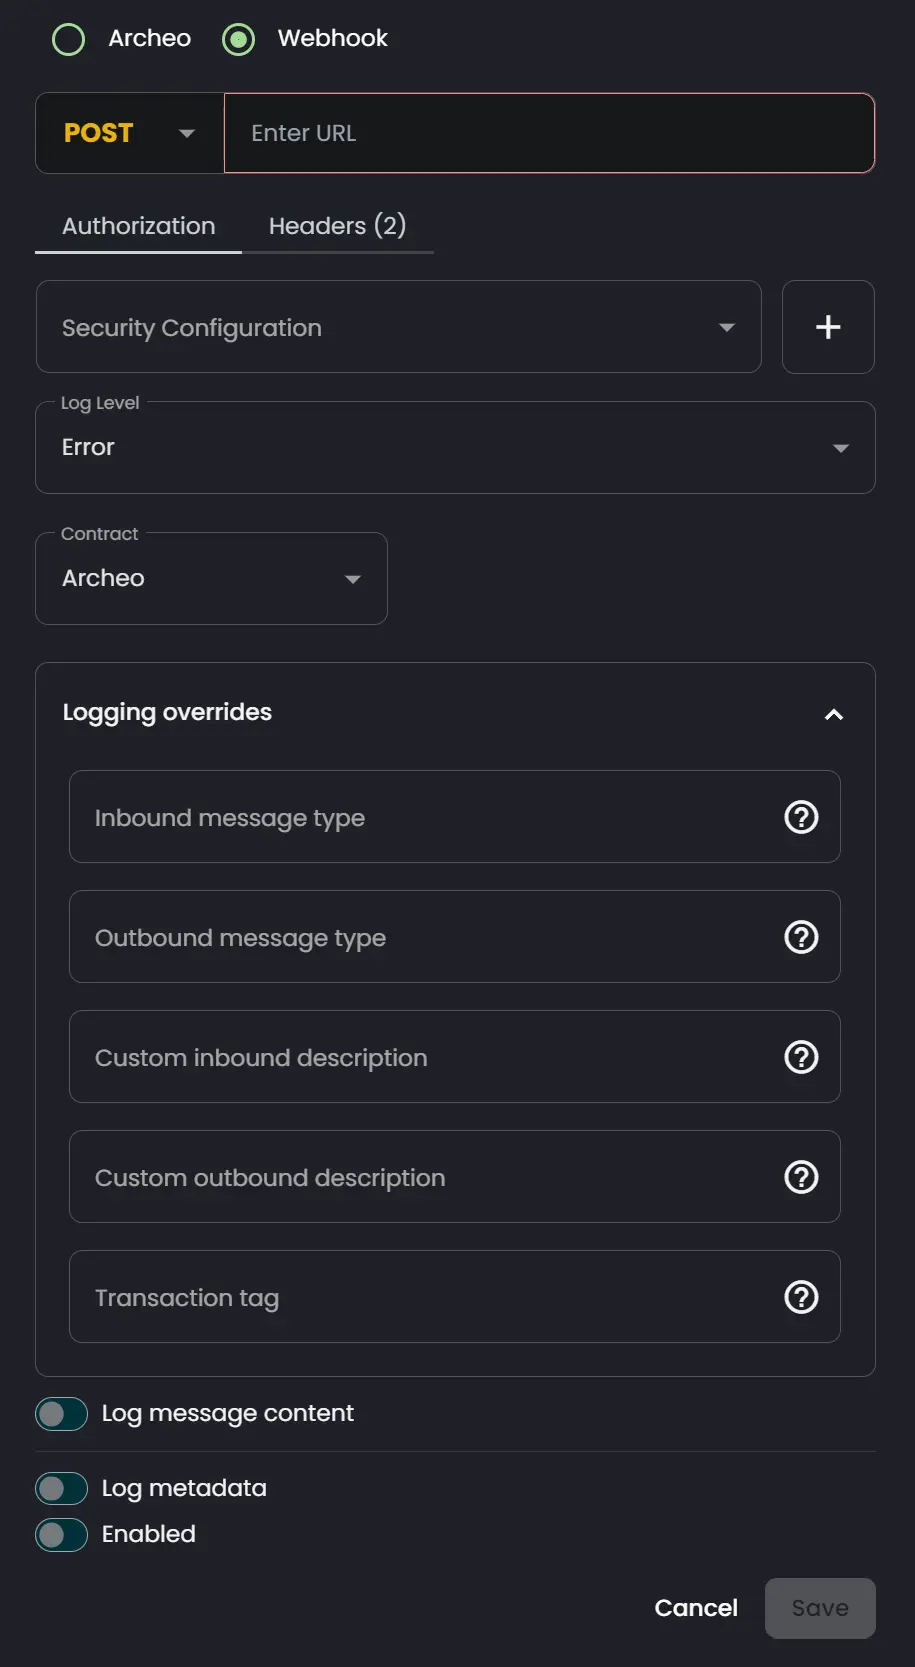 Archeo Webhook
POST Enter URL
Authorization Headers (2)
Security Configuration
Log Level
Error
Contract
Archeo
Logging overrides
Inbound message type
Outbound message type
Custom inbound description
Custom outbound description
Transaction tag
Log message content
Log metadata
Enabled
Cancel Save